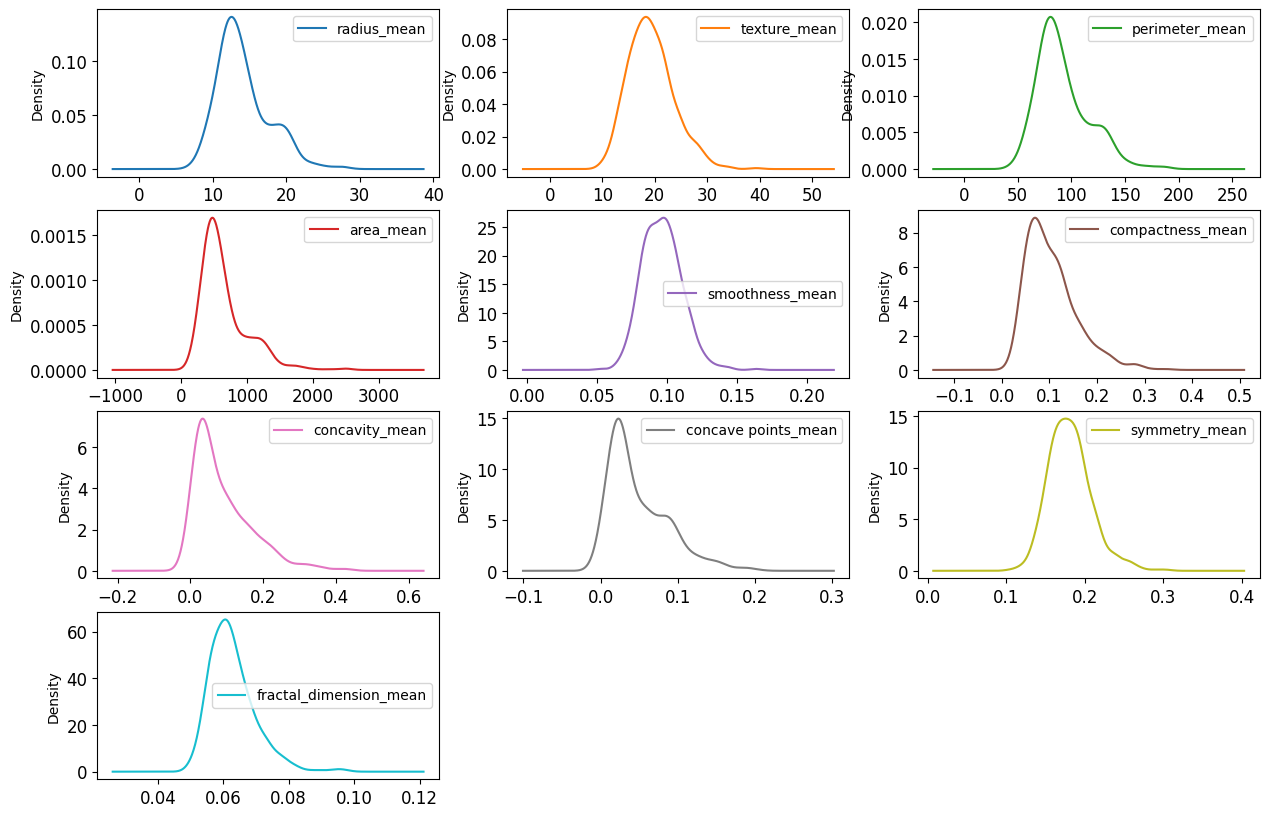 radius_mean
Density
0.10
0.05
0.00
0 10 20 30 40
texture_mean
Density
0.08
0.06
0.04
0.02
0.00
0 10 20 30 40 50
perimeter_mean
Density
0.020
0.015
0.010
0.005
0.000
0 50 100 150 200 250
area_mean
Density
0.0015
0.0010
0.0005
0.0000
−1000 0 1000 2000 3000
smoothness_mean
Density
25
20
15
10
5
0
0.00 0.05 0.10 0.15 0.20
compactness_mean
Density
8
6
4
2
0
−0.1 0.0 0.1 0.2 0.3 0.4 0.5
concavity_mean
Density
6
4
2
0
−0.2 0.0 0.2 0.4 0.6
concave points_mean
Density
15
10
5
0
−0.1 0.0 0.1 0.2 0.3
symmetry_mean
Density
15
10
5
0
0.0 0.1 0.2 0.3 0.4
fractal_dimension_mean
Density
60
40
20
0
0.04 0.06 0.08 0.10 0.12